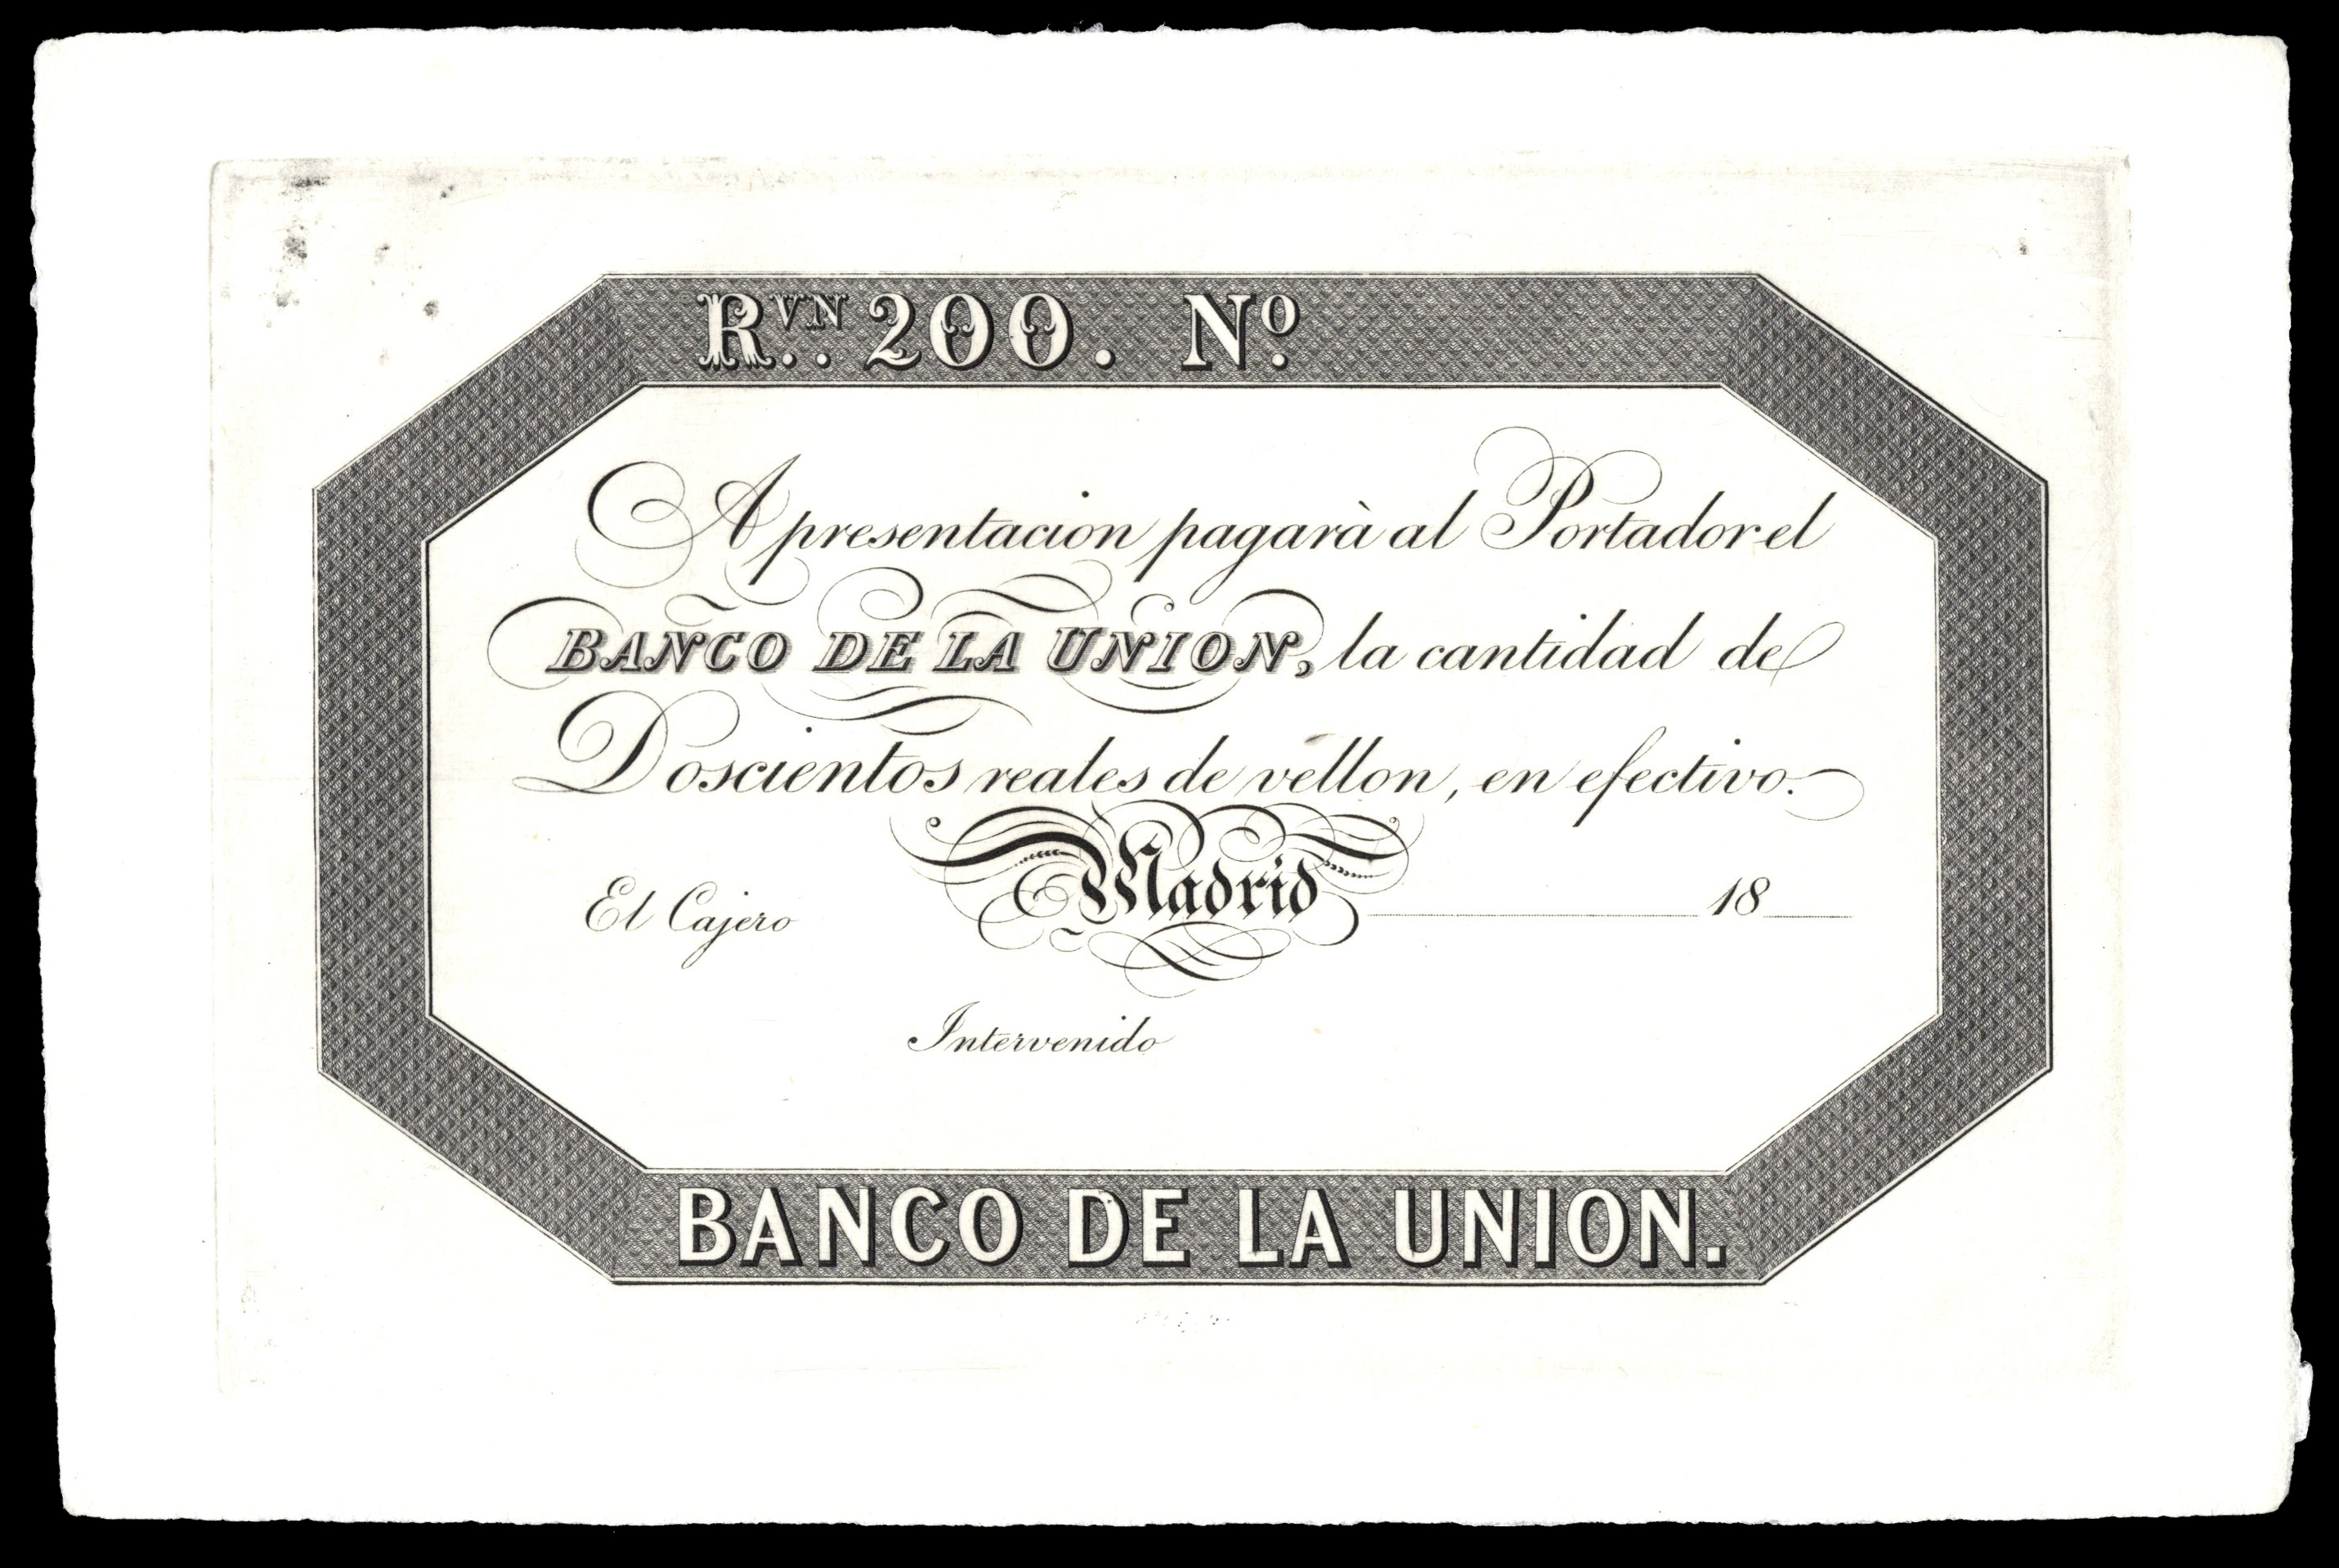 R.VN. 200. Nº
A presentacion pagarà al Portador el
BANCO DE LA UNION, la cantidad de
Doscientos reales de vellon, en efectivo.
El Cajero Madrid 18
Intervenido
BANCO DE LA UNION.